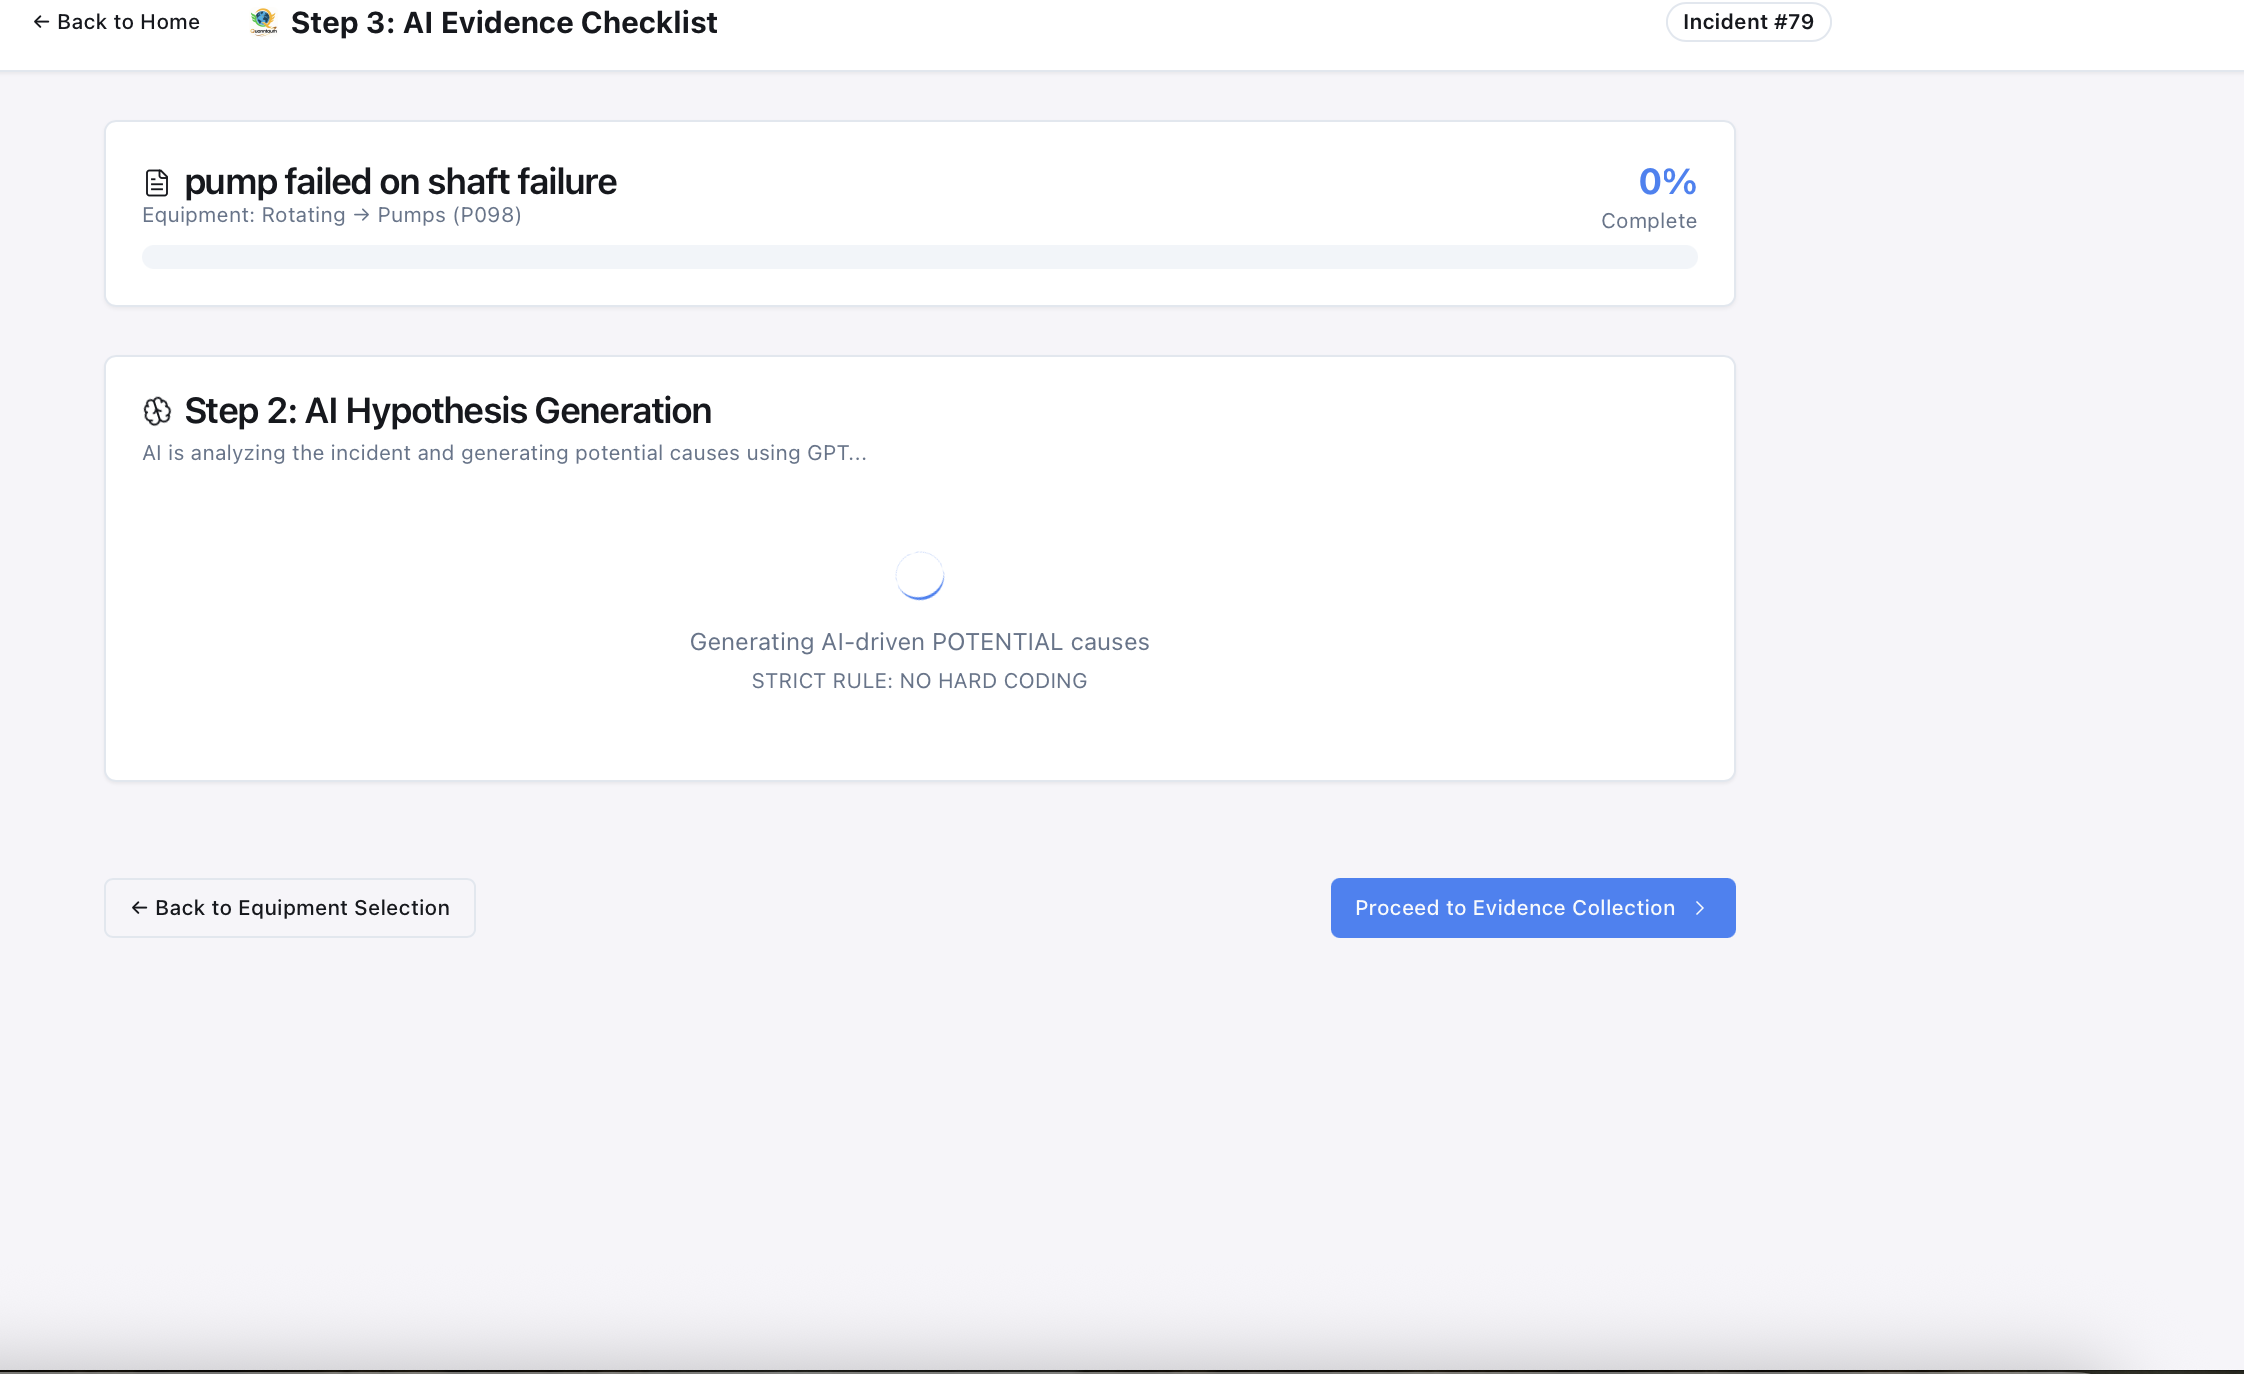 ← Back to Home
Step 3: AI Evidence Checklist
Incident #79
pump failed on shaft failure
0%
Equipment: Rotating → Pumps (P098)
Complete
Step 2: AI Hypothesis Generation
AI is analyzing the incident and generating potential causes using GPT...
Generating AI-driven POTENTIAL causes
STRICT RULE: NO HARD CODING
← Back to Equipment Selection
Proceed to Evidence Collection >